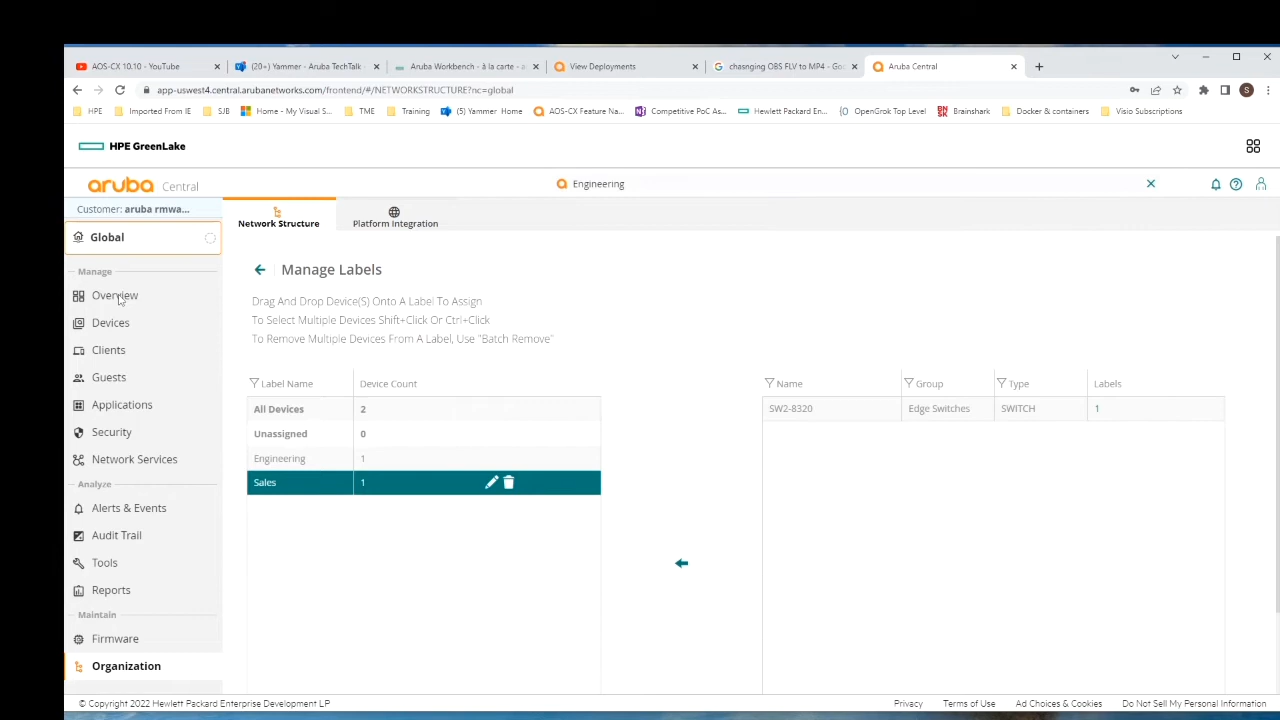 AOS-CX 10.10 - YouTube
(20+) Yammer - Aruba TechTalk -
Aruba Workbench - à la carte - a
View Deployments
chasnging OBS FLV to MP4 - Goo
Aruba Central
app-uswest4.central.arubanetworks.com/frontend/#/NETWORKSTRUCTURE?nc=global
HPE
Imported From IE
SJB
Home - My Visual S...
TME
Training
(5) Yammer Home
AOS-CX Feature Na...
Competitive PoC As...
Hewlett Packard En...
OpenGrok Top Level
Brainshark
Docker & containers
Visio Subscriptions
HPE GreenLake
aruba Central
Engineering
Customer: aruba rmwa...
Global
Network Structure
Platform Integration
Manage
Overview
Devices
Clients
Guests
Applications
Security
Network Services
Analyze
Alerts & Events
Audit Trail
Tools
Reports
Maintain
Firmware
Organization
Manage Labels
Drag And Drop Device(S) Onto A Label To Assign
To Select Multiple Devices Shift+Click Or Ctrl+Click
To Remove Multiple Devices From A Label, Use "Batch Remove"
Label Name Device Count
All Devices 2
Unassigned 0
Engineering 1
Sales 1
Name Group Type Labels
SW2-8320 Edge Switches SWITCH 1
© Copyright 2022 Hewlett Packard Enterprise Development LP
Privacy Terms of Use Ad Choices & Cookies Do Not Sell My Personal Information